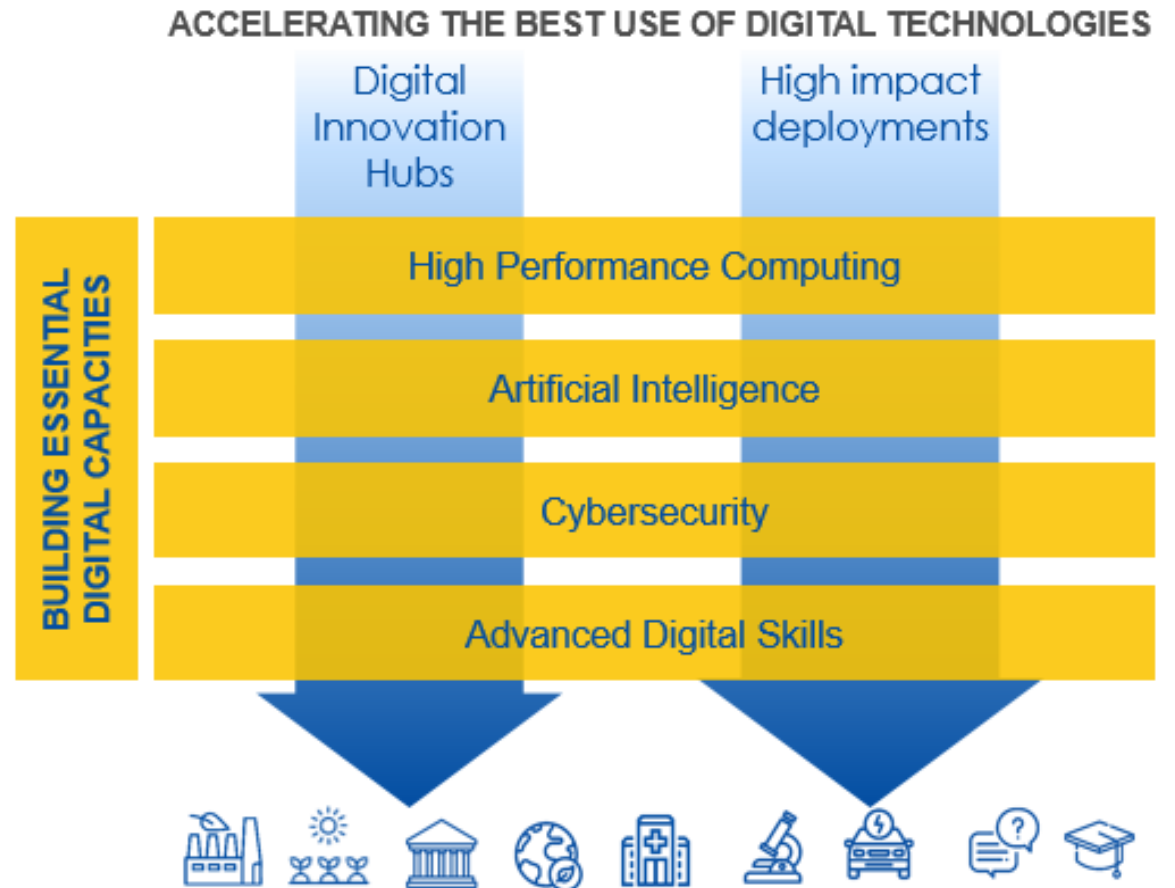 ACCELERATING THE BEST USE OF DIGITAL TECHNOLOGIES
Digital
Innovation
Hubs
High impact
deployments
BUILDING ESSENTIAL
DIGITAL CAPACITIES
High Performance Computing
Artificial Intelligence
Cybersecurity
Advanced Digital Skills
?